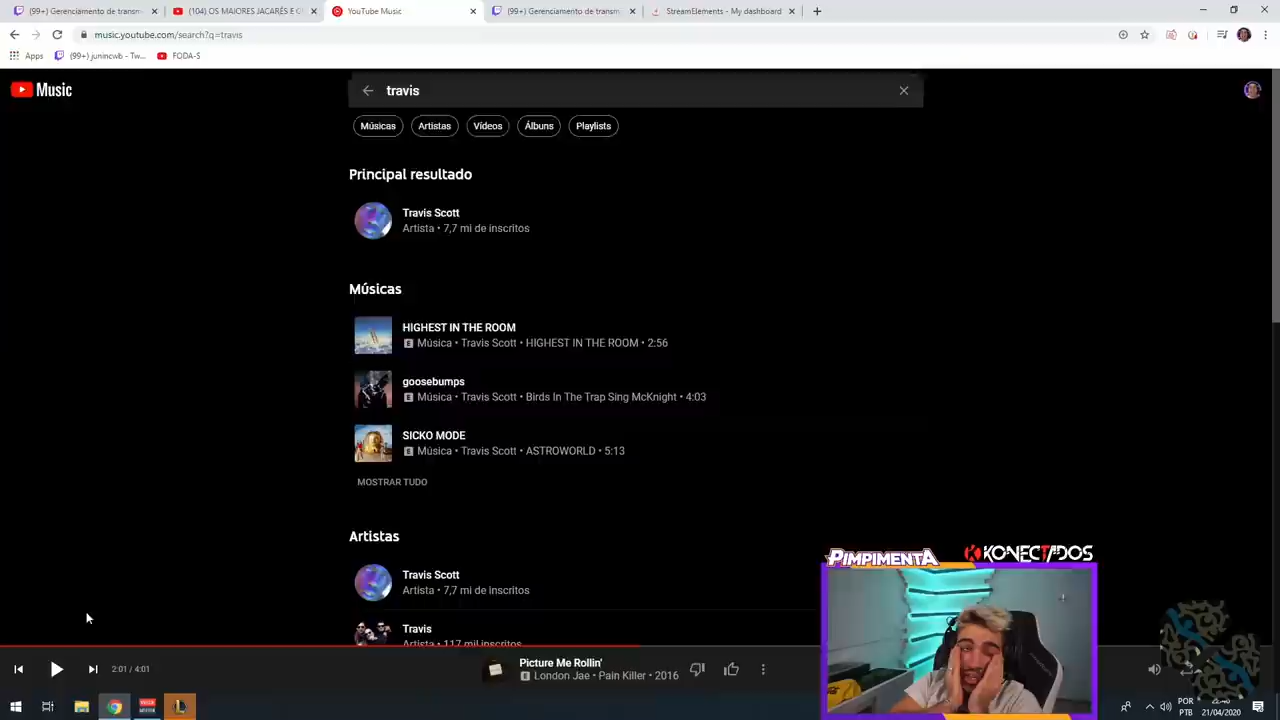 (99+) Gerenciamento de transm
(104) OS MAIORES JACARÉS E C
YouTube Music
(99+) Gerenciamento de transm
StreamElements - My dashboard
music.youtube.com/search?q=travis
Apps
(99+) junincwb - Tw...
FODA-S
Music
travis
Músicas
Artistas
Vídeos
Álbuns
Playlists
Principal resultado
Travis Scott
Artista • 7,7 mi de inscritos
Músicas
HIGHEST IN THE ROOM
E Música • Travis Scott • HIGHEST IN THE ROOM • 2:56
goosebumps
E Música • Travis Scott • Birds In The Trap Sing McKnight • 4:03
SICKO MODE
E Música • Travis Scott • ASTROWORLD • 5:13
MOSTRAR TUDO
Artistas
Travis Scott
Artista • 7,7 mi de inscritos
Travis
Artista • 117 mil inscritos
PIMPIMENTA
KONECTADOS
2:01 / 4:01
Picture Me Rollin'
E London Jae • Pain Killer • 2016
POR
PTB
21/04/2020